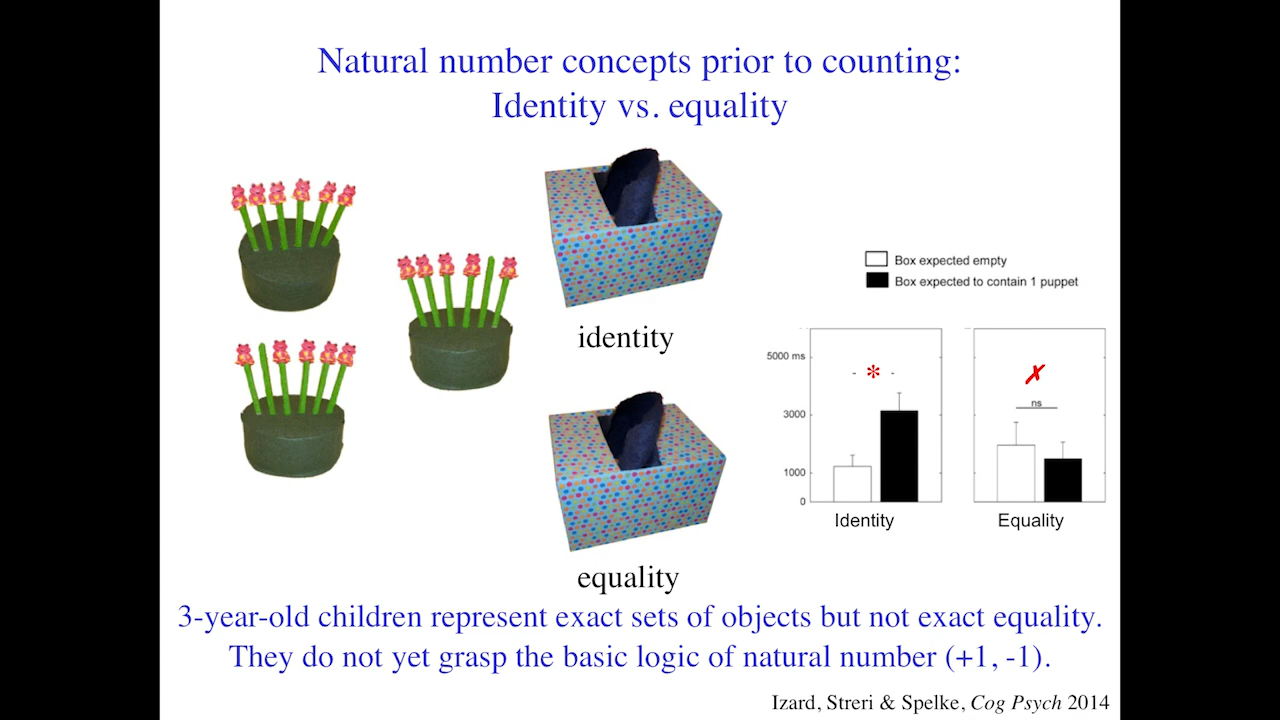 Natural number concepts prior to counting:
Identity vs. equality
identity
equality
Box expected empty
Box expected to contain 1 puppet
5000 ms
3000
1000
0
*
✗
ns
Identity
Equality
3-year-old children represent exact sets of objects but not exact equality.
They do not yet grasp the basic logic of natural number (+1, -1).
Izard, Streri & Spelke, Cog Psych 2014